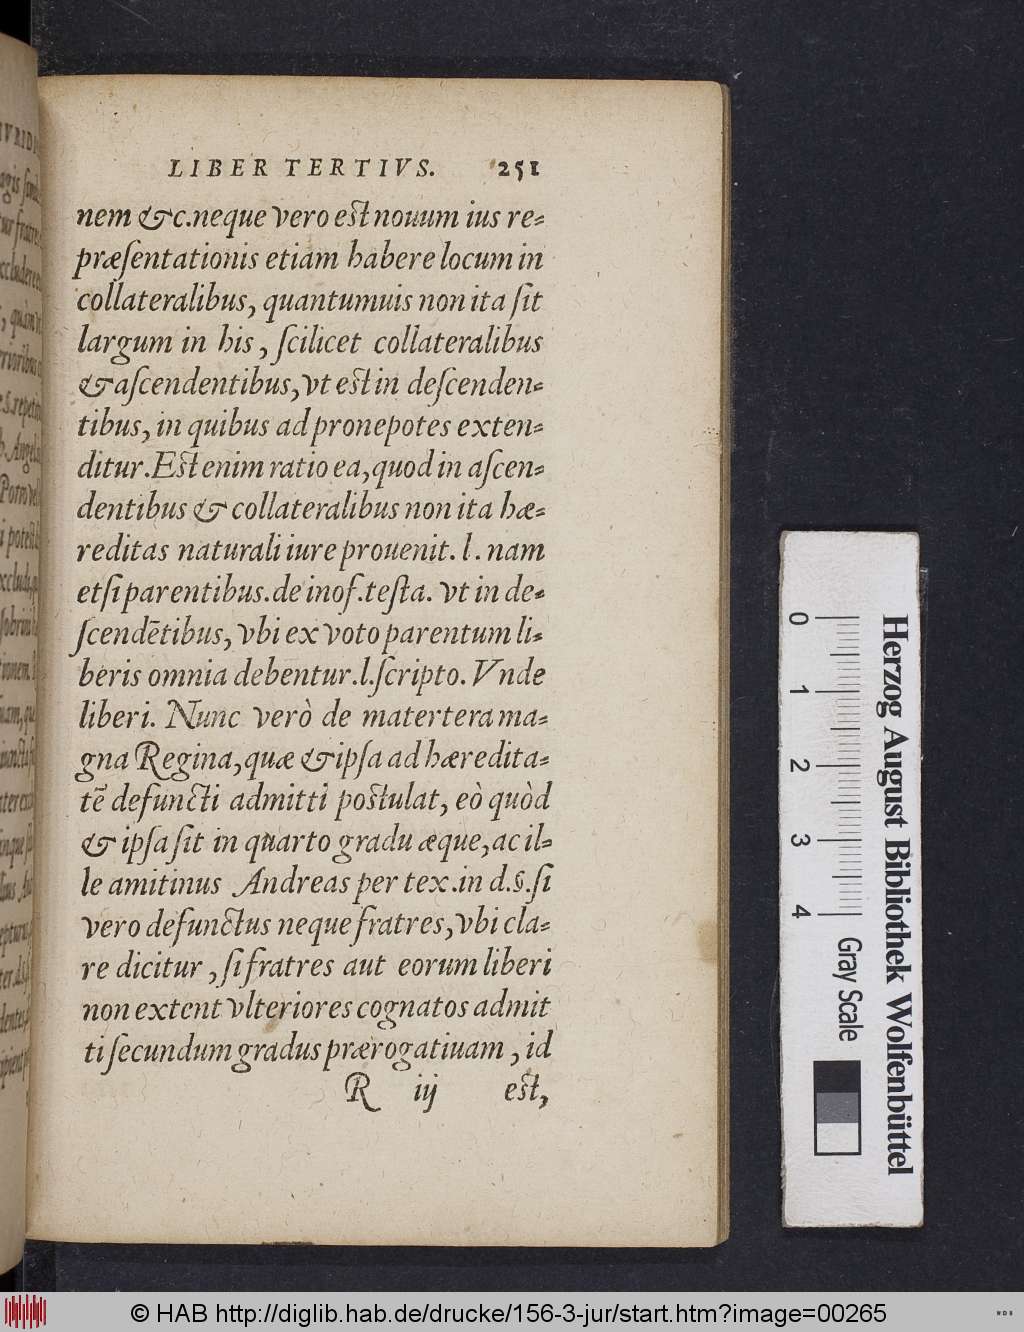 LIBER TERTIVS. 251
nem &c. neque vero est nouum ius re-
præſentationis etiam habere locum in
collateralibus, quantumuis non ita ſit
largum in his, ſcilicet collateralibus
& aſcendentibus, vt est in deſcenden-
tibus, in quibus ad pronepotes exten-
ditur. Est enim ratio ea, quod in aſcen-
dentibus & collateralibus non ita hæ-
reditas naturali iure prouenit. l. nam
etſi parentibus. de inof. teſta. vt in de-
ſcendētibus, vbi ex voto parentum li-
beris omnia debentur. l. ſcripto. Vnde
liberi. Nunc verò de matertera ma-
gna Regina, quæ & ipſa ad hæredita-
tē defuncti admitti postulat, eò quòd
& ipſa ſit in quarto gradu æque, ac il-
le amitinus Andreas per tex. in d. §. ſi
vero defunctus neque fratres, vbi cla-
re dicitur, ſi fratres aut eorum liberi
non extent vlteriores cognatos admit
ti ſecundum gradus prærogatiuam, id
R iij est,
0 1 2 3 4
Herzog August Bibliothek Wolfenbüttel
Gray Scale
© HAB http://diglib.hab.de/drucke/156-3-jur/start.htm?image=00265